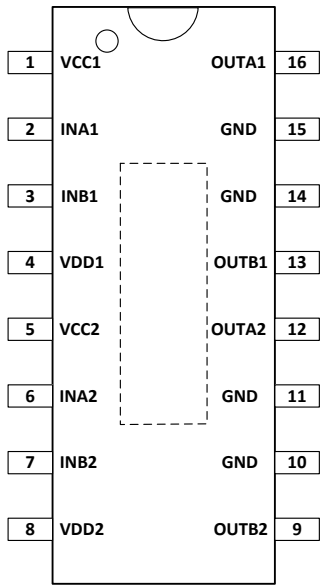 1 VCC1 OUTA1 16
2 INA1 GND 15
3 INB1 GND 14
4 VDD1 OUTB1 13
5 VCC2 OUTA2 12
6 INA2 GND 11
7 INB2 GND 10
8 VDD2 OUTB2 9